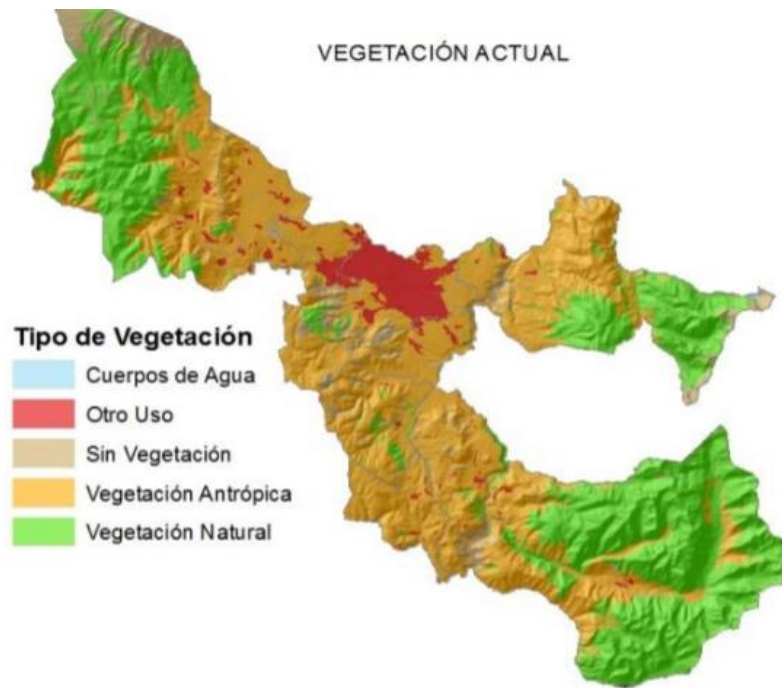 VEGETACIÓN ACTUAL
Tipo de Vegetación
Cuerpos de Agua
Otro Uso
Sin Vegetación
Vegetación Antrópica
Vegetación Natural